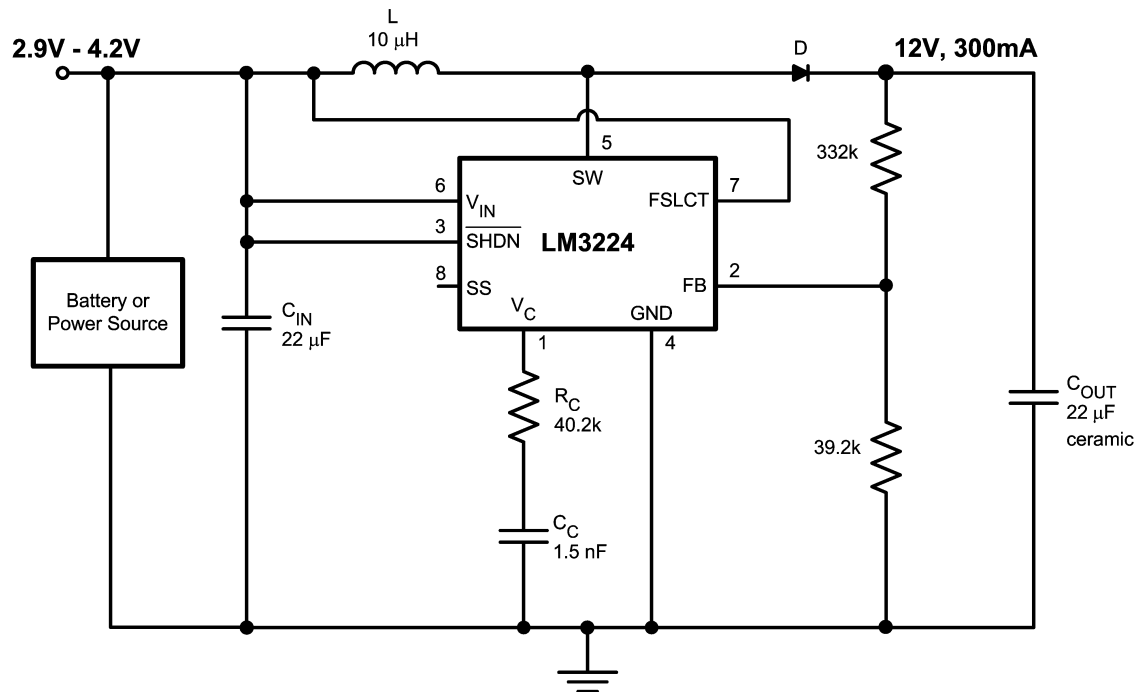 L
10 μH
2.9V - 4.2V
D
12V, 300mA
5
SW
332k
6
V_IN
7
FSLCT
3
SHDN
LM3224
8
SS
2
FB
Battery or
Power Source
C_IN
22 μF
V_C
GND
1
4
R_C
40.2k
C_OUT
22 μF
ceramic
39.2k
C_C
1.5 nF